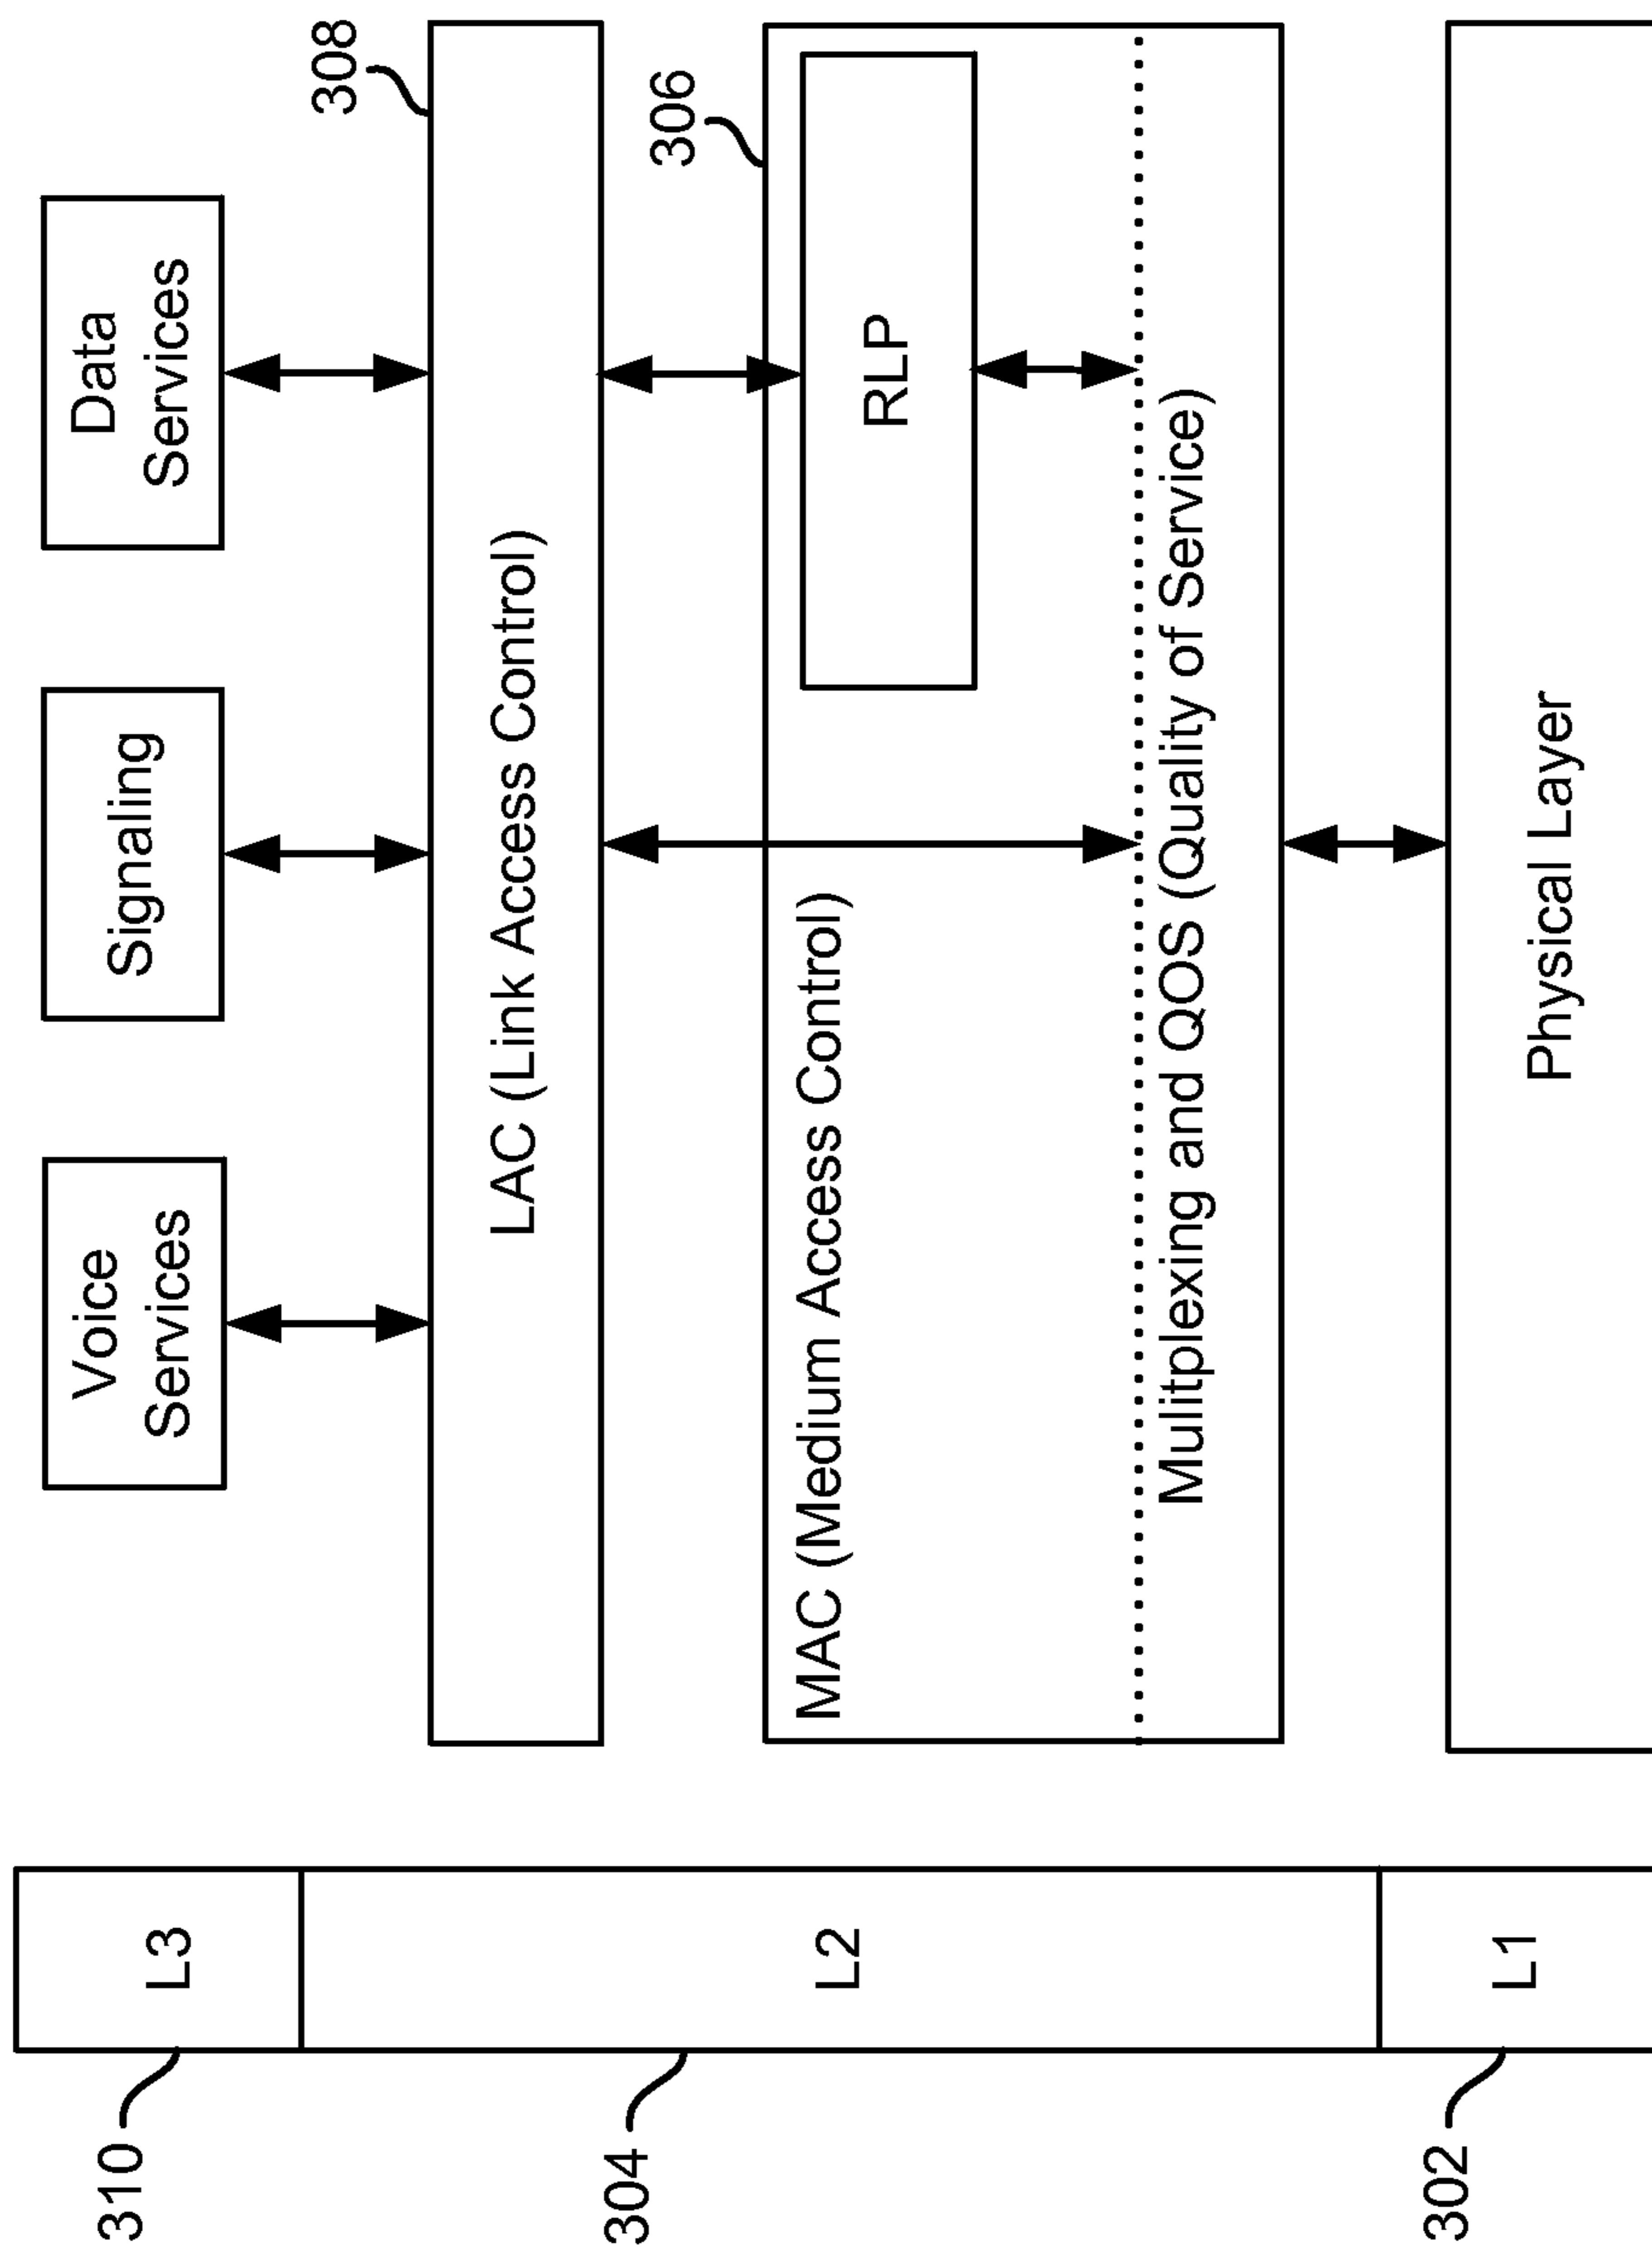 310
L3
Voice
Services
Signaling
Data
Services
308
LAC (Link Access Control)
306
304
L2
MAC (Medium Access Control)
RLP
Mulitplexing and QOS (Quality of Service)
302
L1
Physical Layer